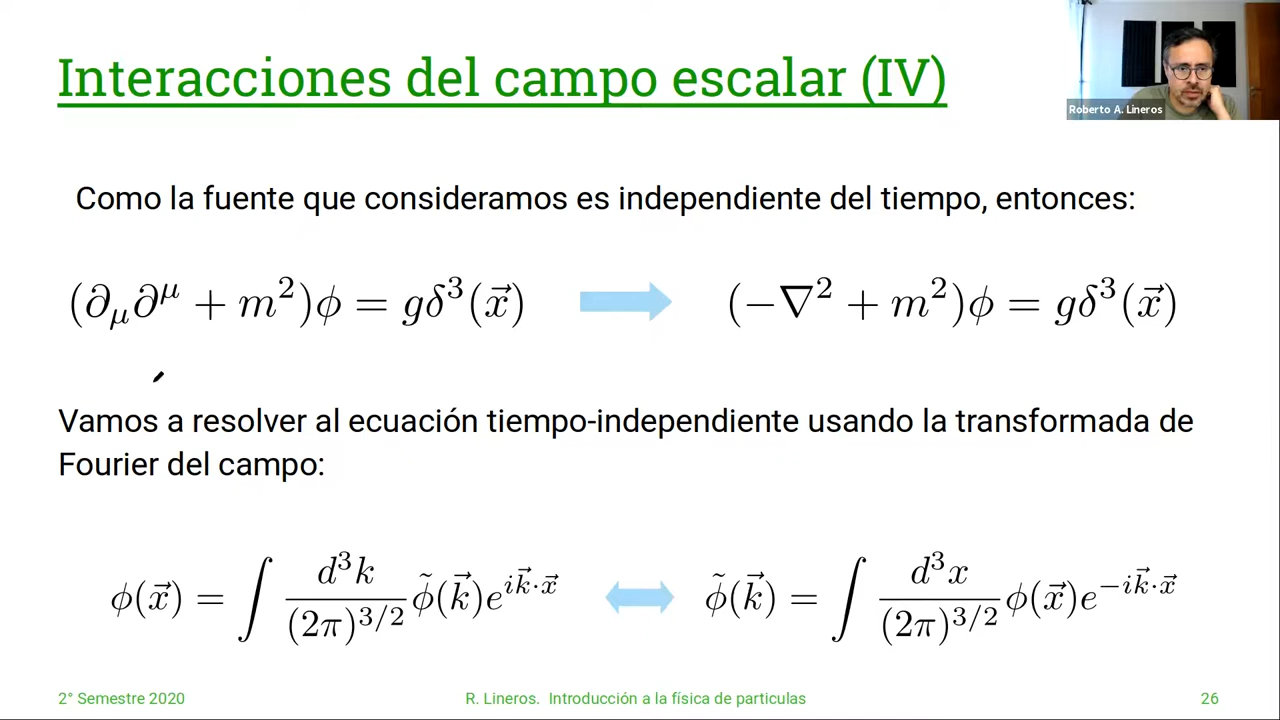 Interacciones del campo escalar (IV)
Roberto A. Lineros
Como la fuente que consideramos es independiente del tiempo, entonces:
(∂_μ∂^μ + m²)ϕ = gδ³(x⃗) (−∇² + m²)ϕ = gδ³(x⃗)
Vamos a resolver al ecuación tiempo-independiente usando la transformada de
Fourier del campo:
ϕ(x⃗) = ∫ d³k/(2π)^{3/2} ϕ̃(k⃗)e^{ik⃗·x⃗} ϕ̃(k⃗) = ∫ d³x/(2π)^{3/2} ϕ(x⃗)e^{−ik⃗·x⃗}
2° Semestre 2020 R. Lineros. Introducción a la física de particulas 26